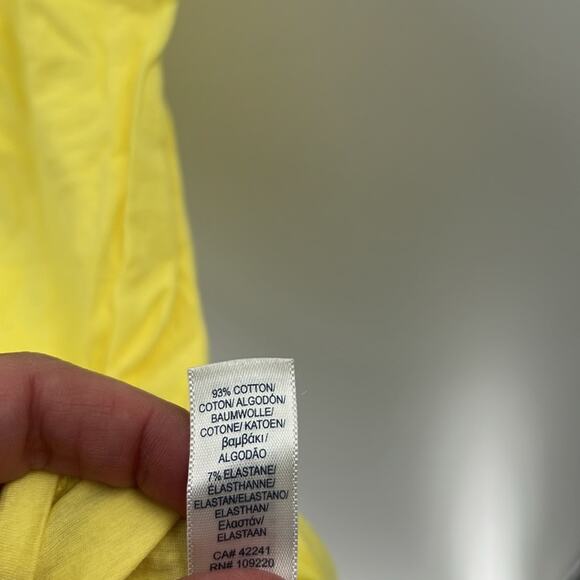 93% COTTON/
COTON/ ALGODÓN/
BAUMWOLLE/
COTONE/ KATOEN/
βαμβάκι/
ALGODÃO
7% ELASTANE/
ÉLASTHANNE/
ELASTAN/ELASTANO/
ELASTHAN/
Ελαστάν/
ELASTAAN
CA# 42241
RN# 109220